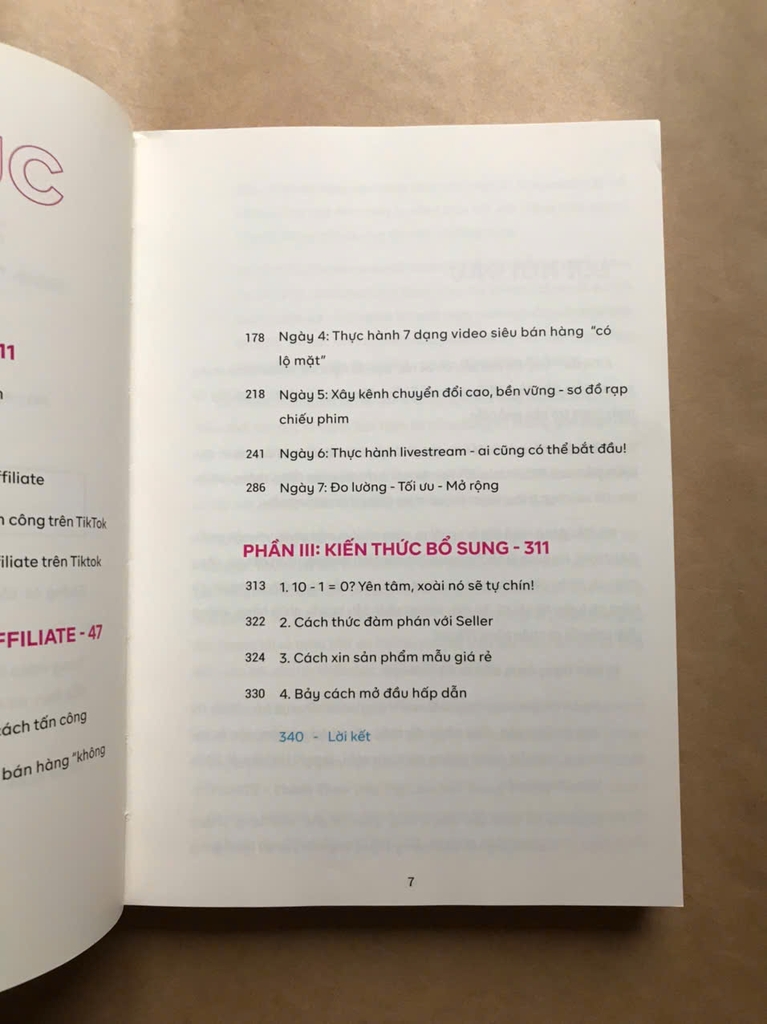 ỤC
11
ffiliate
công trên TikTok
iliate trên Tiktok
FFILIATE - 47
cách tấn công
bán hàng "không
178 Ngày 4: Thực hành 7 dạng video siêu bán hàng "có
lộ mặt"
218 Ngày 5: Xây kênh chuyển đổi cao, bền vững - sơ đồ rạp
chiếu phim
241 Ngày 6: Thực hành livestream - ai cũng có thể bắt đầu!
286 Ngày 7: Đo lường - Tối ưu - Mở rộng
PHẦN III: KIẾN THỨC BỔ SUNG - 311
313 1. 10 - 1 = 0? Yên tâm, xoài nó sẽ tự chín!
322 2. Cách thức đàm phán với Seller
324 3. Cách xin sản phẩm mẫu giá rẻ
330 4. Bảy cách mở đầu hấp dẫn
340 - Lời kết
7